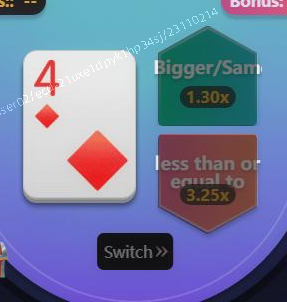 Bonus:
4
Bigger/Sam
1.30x
less than or
equal to
3.25x
Switch»